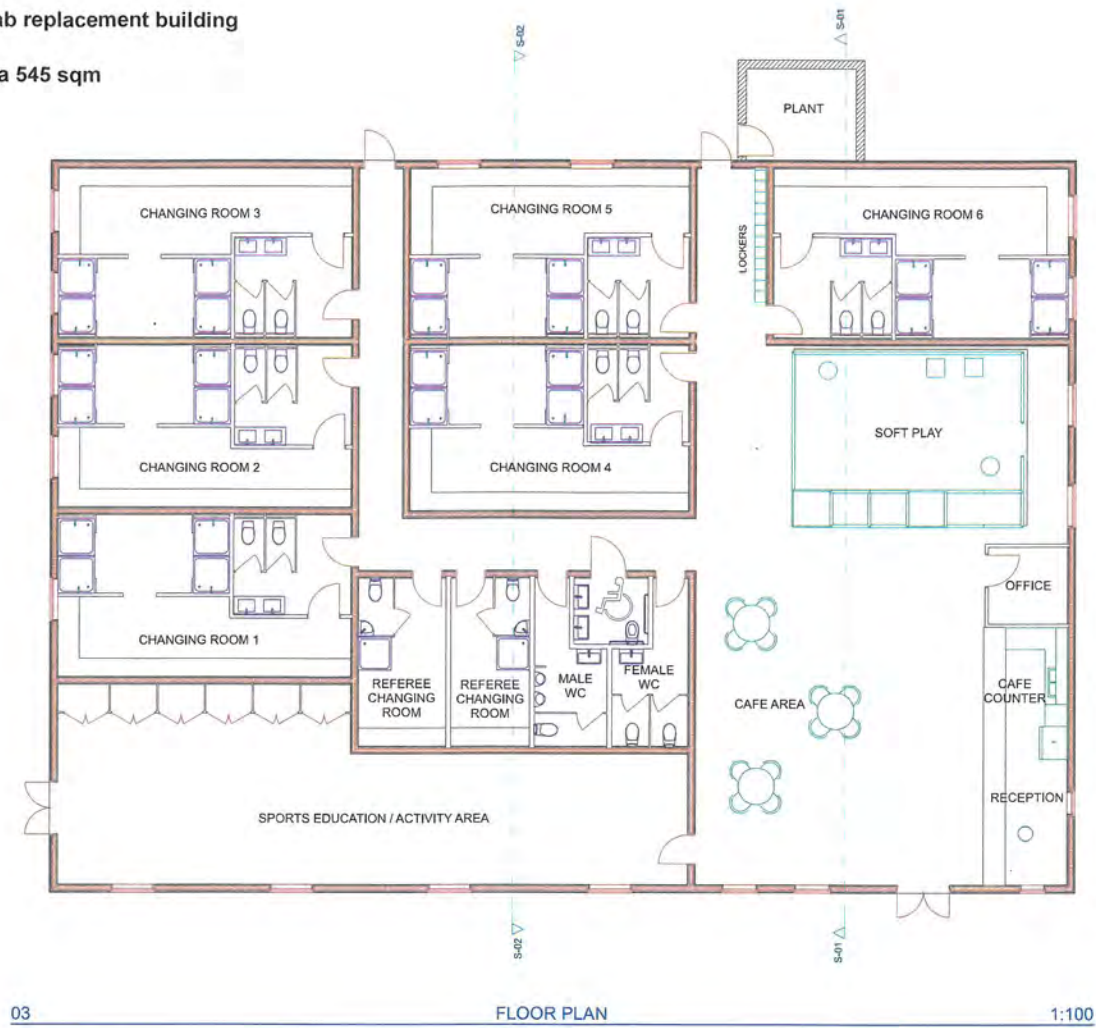 ab replacement building
a 545 sqm
S-02
S-01
PLANT
CHANGING ROOM 3
CHANGING ROOM 5
CHANGING ROOM 6
LOCKERS
SOFT PLAY
CHANGING ROOM 2
CHANGING ROOM 4
OFFICE
CHANGING ROOM 1
REFEREE
CHANGING
ROOM
REFEREE
CHANGING
ROOM
MALE
WC
FEMALE
WC
CAFE AREA
CAFE
COUNTER
RECEPTION
SPORTS EDUCATION / ACTIVITY AREA
S-02
S-01
03
FLOOR PLAN
1:100